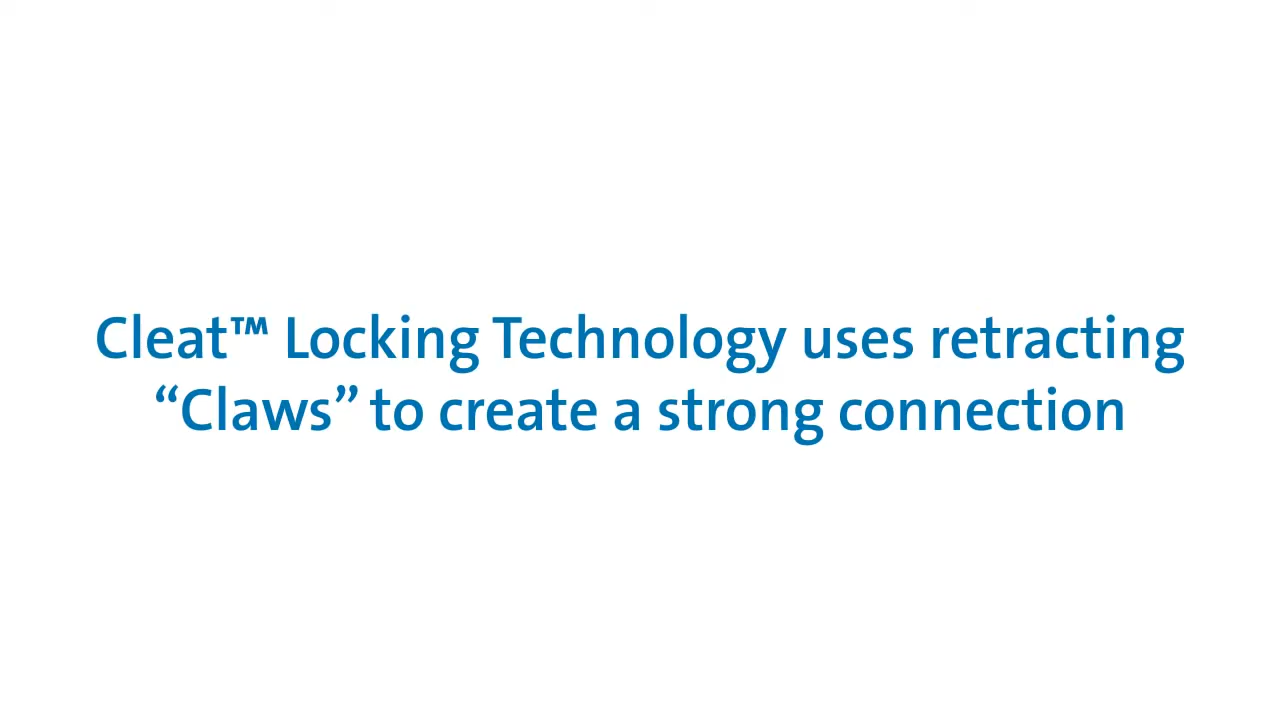 Cleat™ Locking Technology uses retracting
“Claws” to create a strong connection